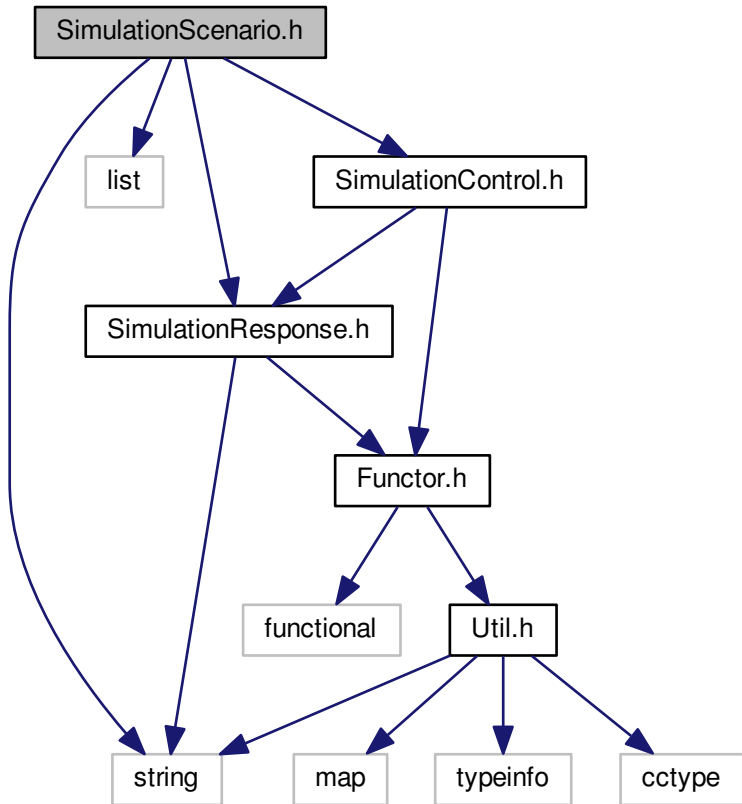 SimulationScenario.h
list
SimulationControl.h
SimulationResponse.h
Functor.h
functional
Util.h
string
map
typeinfo
cctype